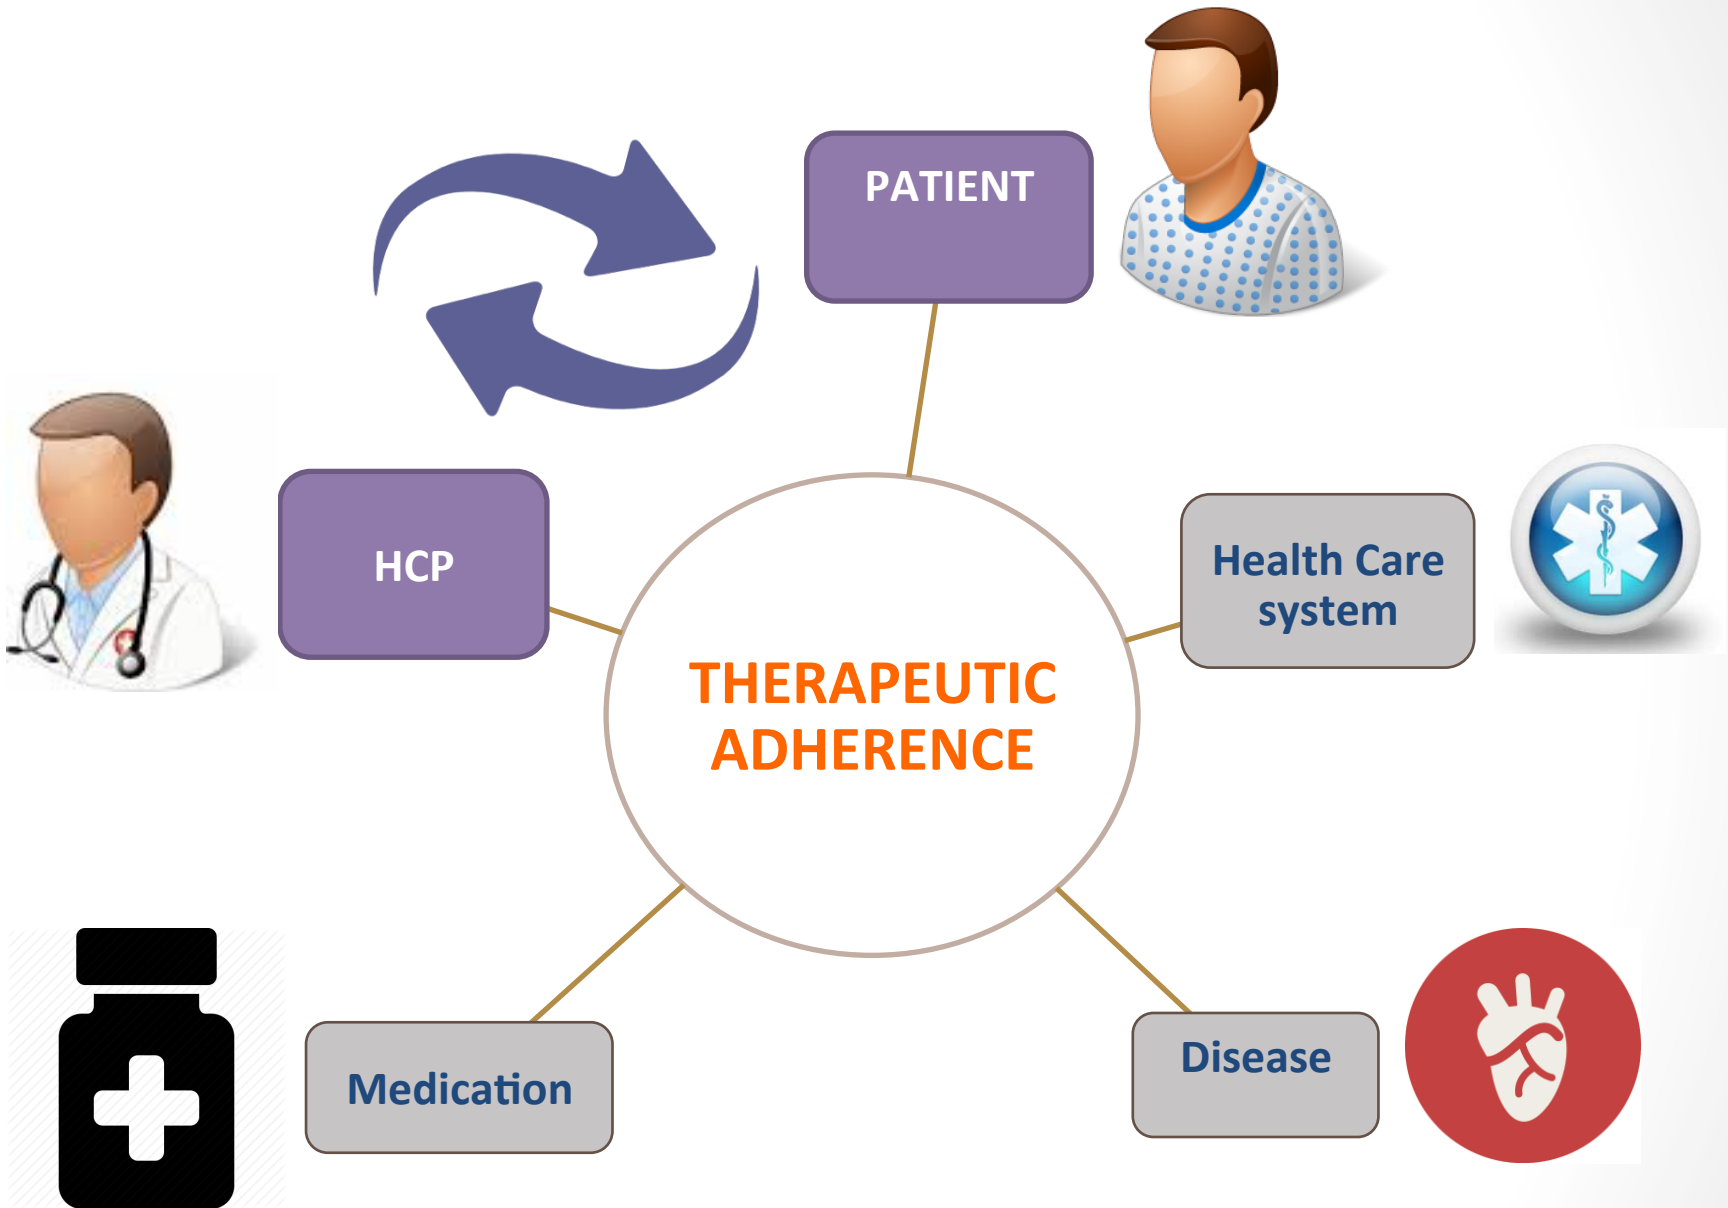 PATIENT
HCP
Health Care
system
THERAPEUTIC
ADHERENCE
Medication
Disease